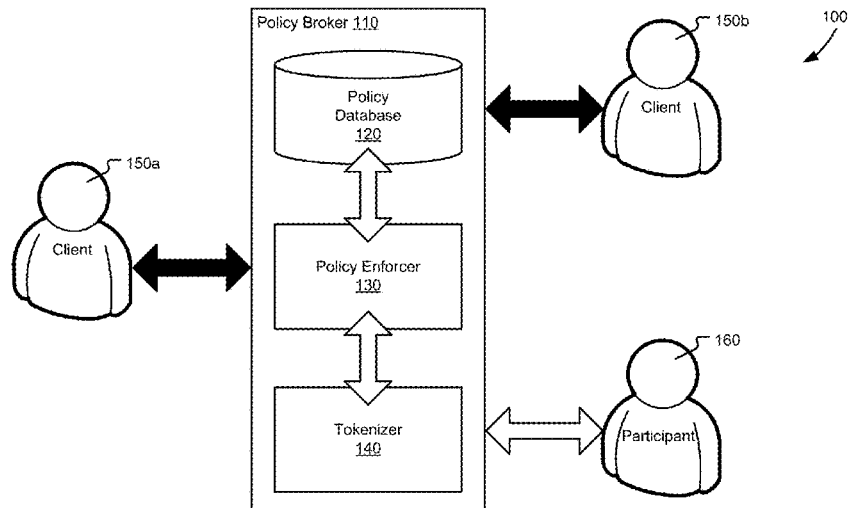 Policy Broker 110
150b
100
Policy
Database
120
Client
150a
Client
Policy Enforcer
130
160
Tokenizer
140
Participant